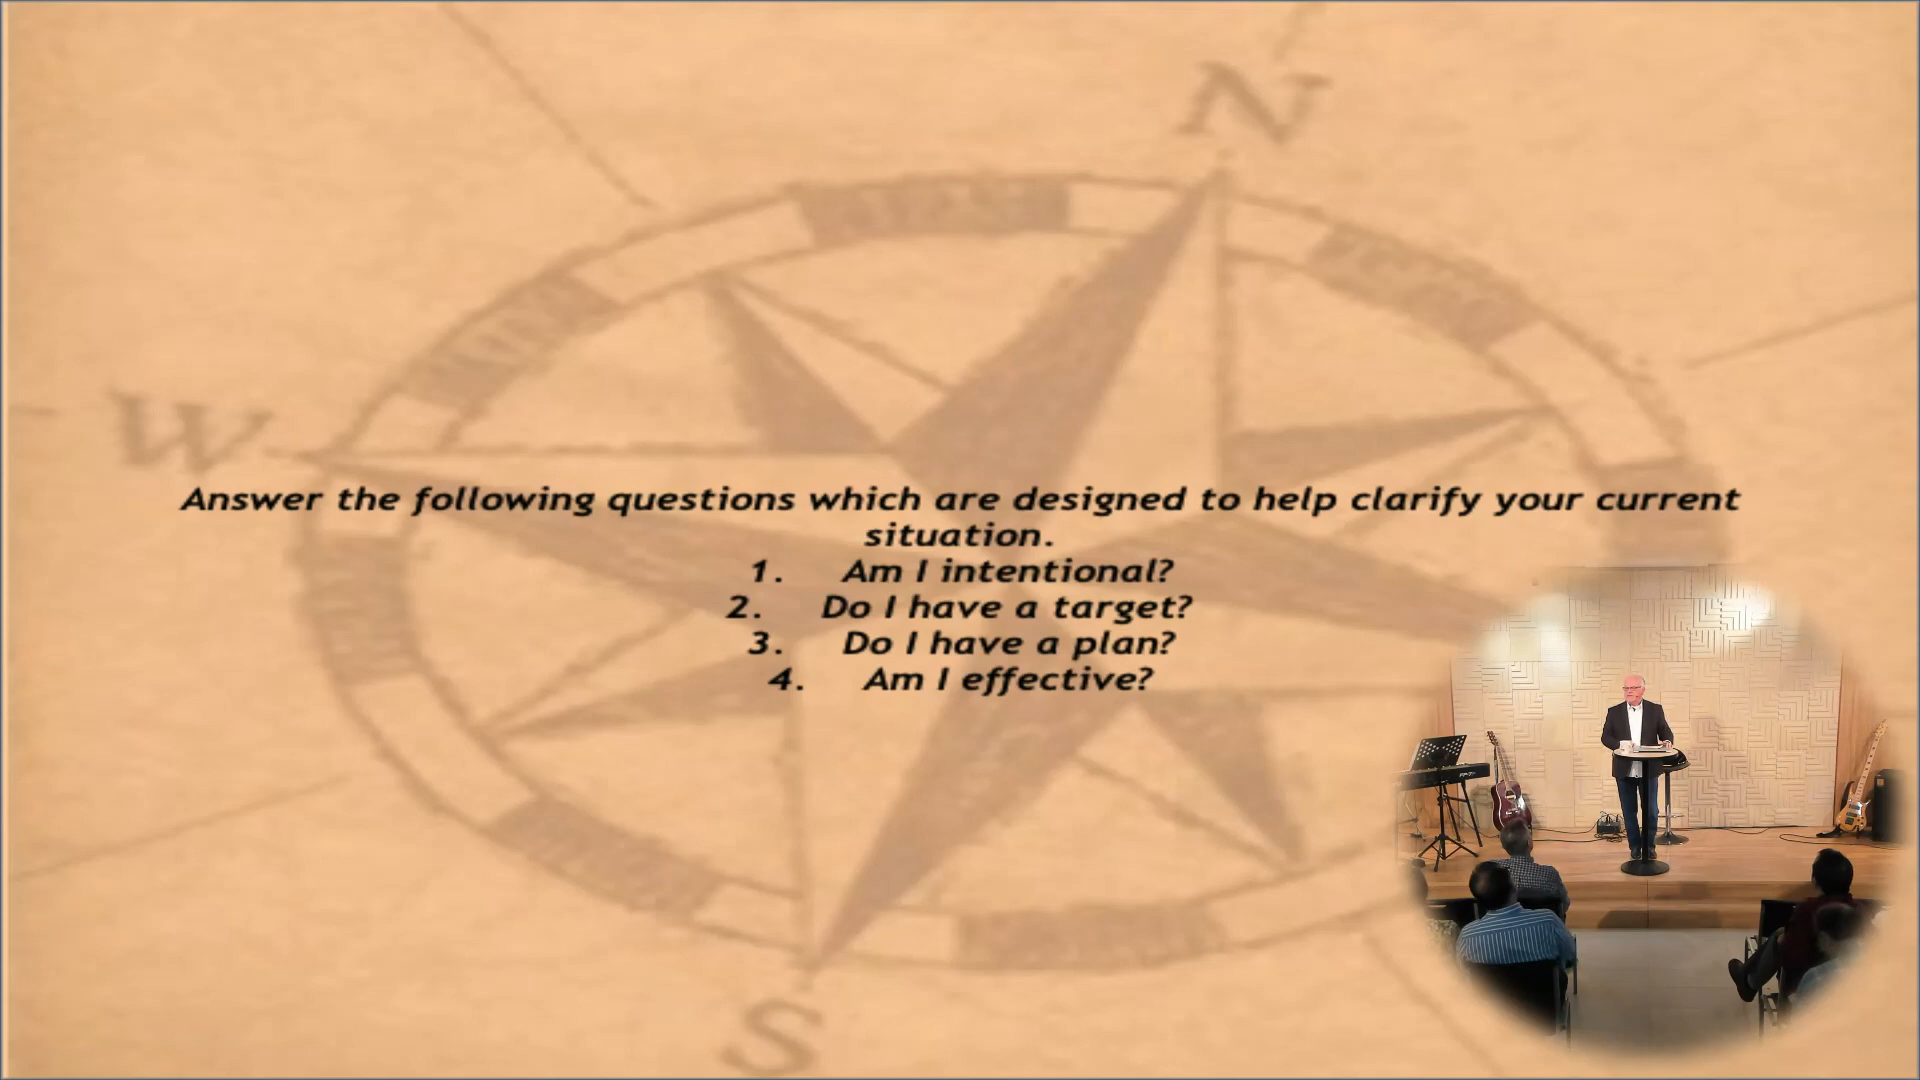 N
W
Answer the following questions which are designed to help clarify your current
situation.
1. Am I intentional?
2. Do I have a target?
3. Do I have a plan?
4. Am I effective?
S